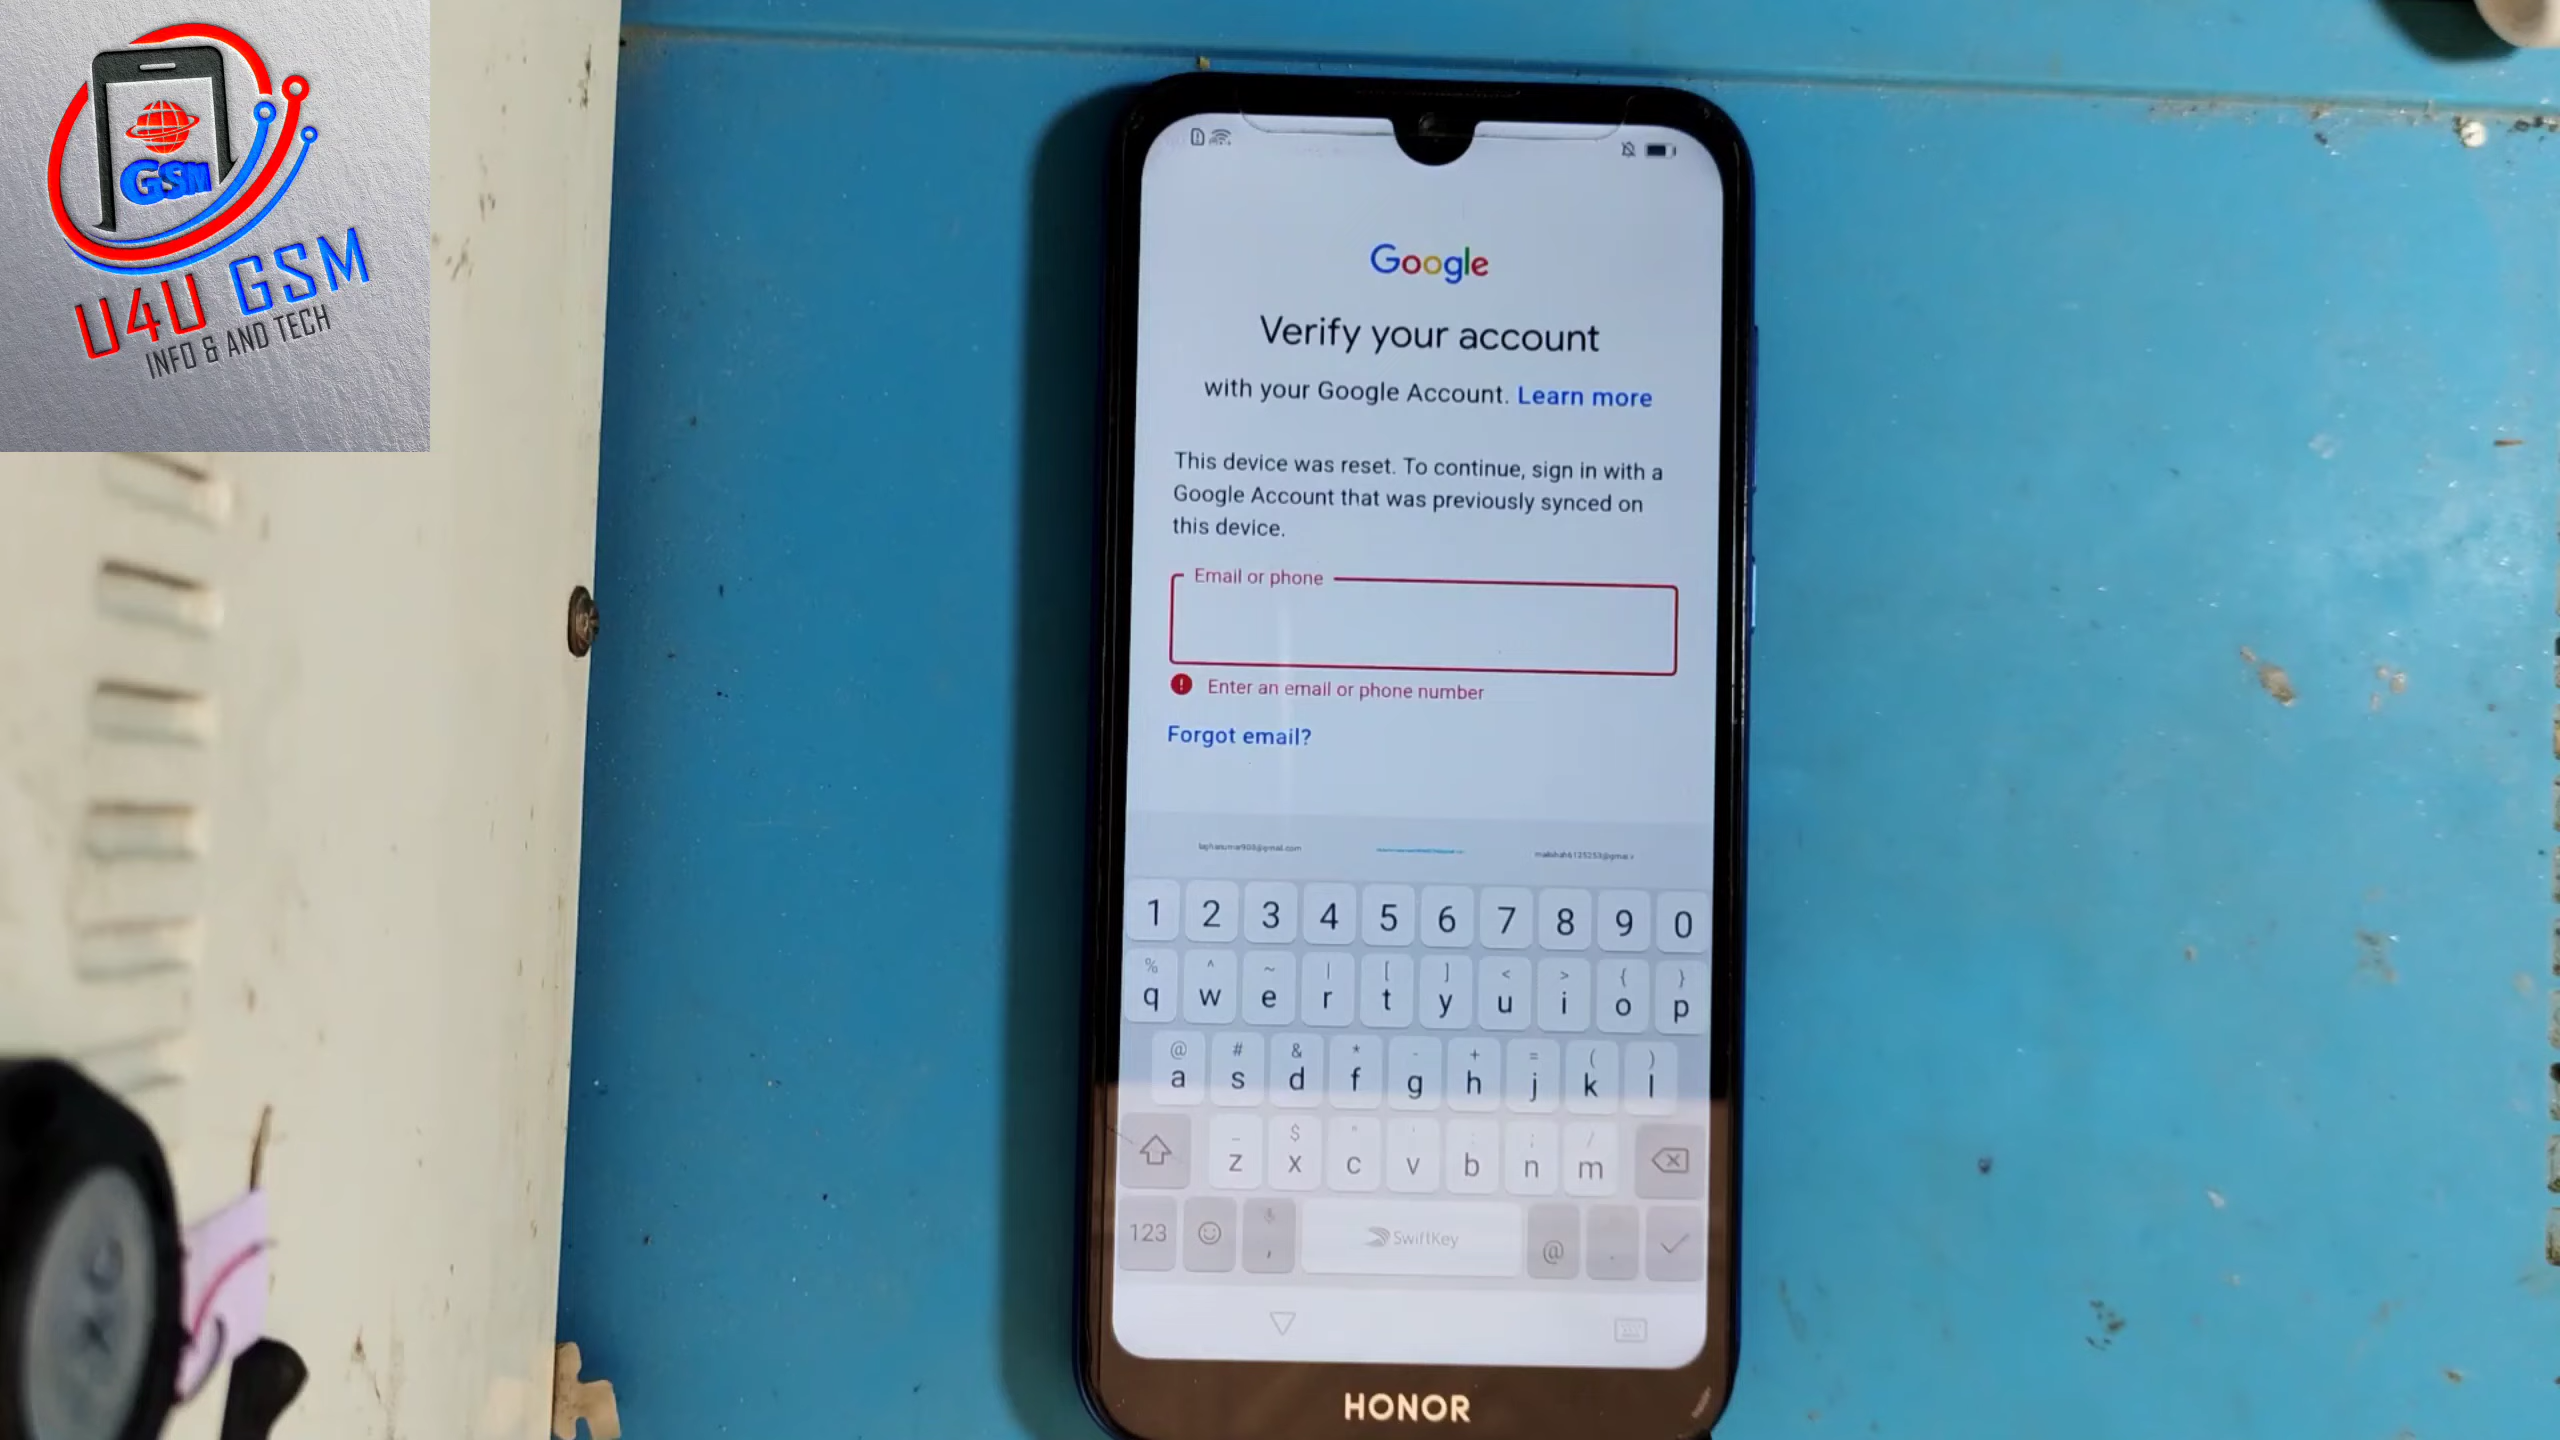 GSM
U4U GSM
INFO & AND TECH
Google
Verify your account
with your Google Account. Learn more
This device was reset. To continue, sign in with a
Google Account that was previously synced on
this device.
Email or phone
! Enter an email or phone number
Forgot email?
1 2 3 4 5 6 7 8 9 0
% ^ ~ | [ ] < > { }
q w e r t y u i o p
@ # & * - + = ( )
a s d f g h j k l
_ $ " ' : ; /
z x c v b n m
123 , SwiftKey @ .
HONOR